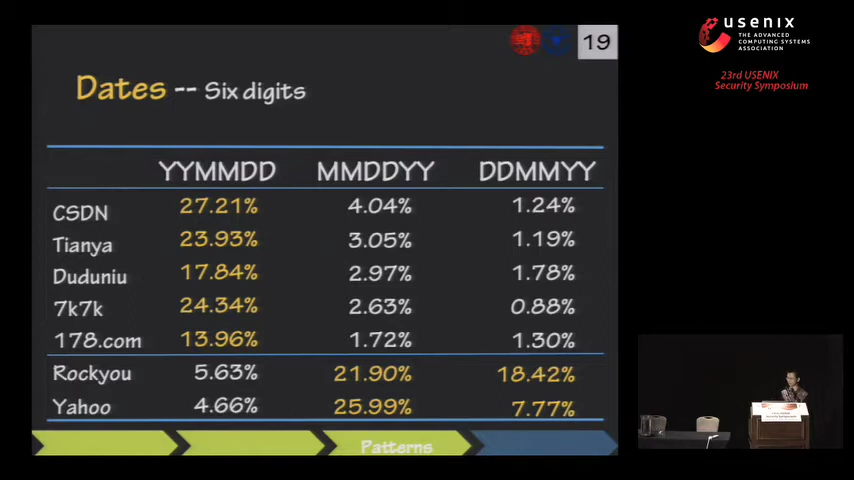 19
usenix
THE ADVANCED
COMPUTING SYSTEMS
ASSOCIATION
23rd USENIX
Security Symposium
Dates -- Six digits
YYMMDD MMDDYY DDMMYY
CSDN 27.21% 4.04% 1.24%
Tianya 23.93% 3.05% 1.19%
Duduniu 17.84% 2.97% 1.78%
7k7k 24.34% 2.63% 0.88%
178.com 13.96% 1.72% 1.30%
Rockyou 5.63% 21.90% 18.42%
Yahoo 4.66% 25.99% 7.77%
Patterns